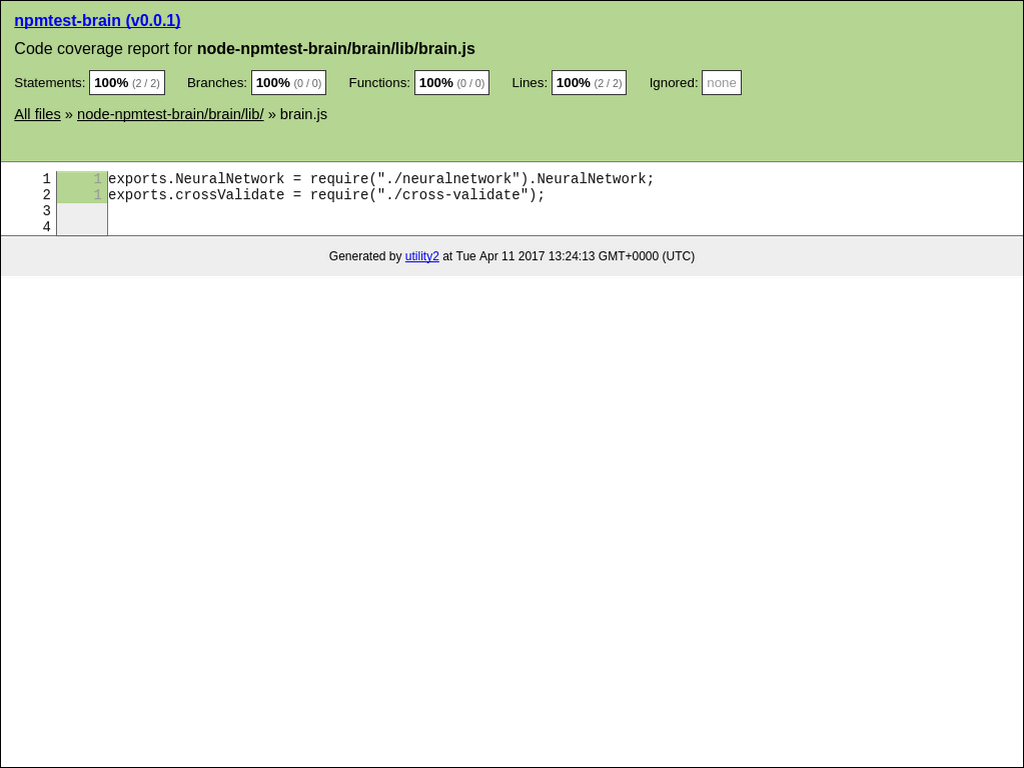 npmtest-brain (v0.0.1)
Code coverage report for node-npmtest-brain/brain/lib/brain.js
Statements: 100% (2 / 2) Branches: 100% (0 / 0) Functions: 100% (0 / 0) Lines: 100% (2 / 2) Ignored: none
All files » node-npmtest-brain/brain/lib/ » brain.js
1 1 exports.NeuralNetwork = require("./neuralnetwork").NeuralNetwork;
2 1 exports.crossValidate = require("./cross-validate");
3
4
Generated by utility2 at Tue Apr 11 2017 13:24:13 GMT+0000 (UTC)